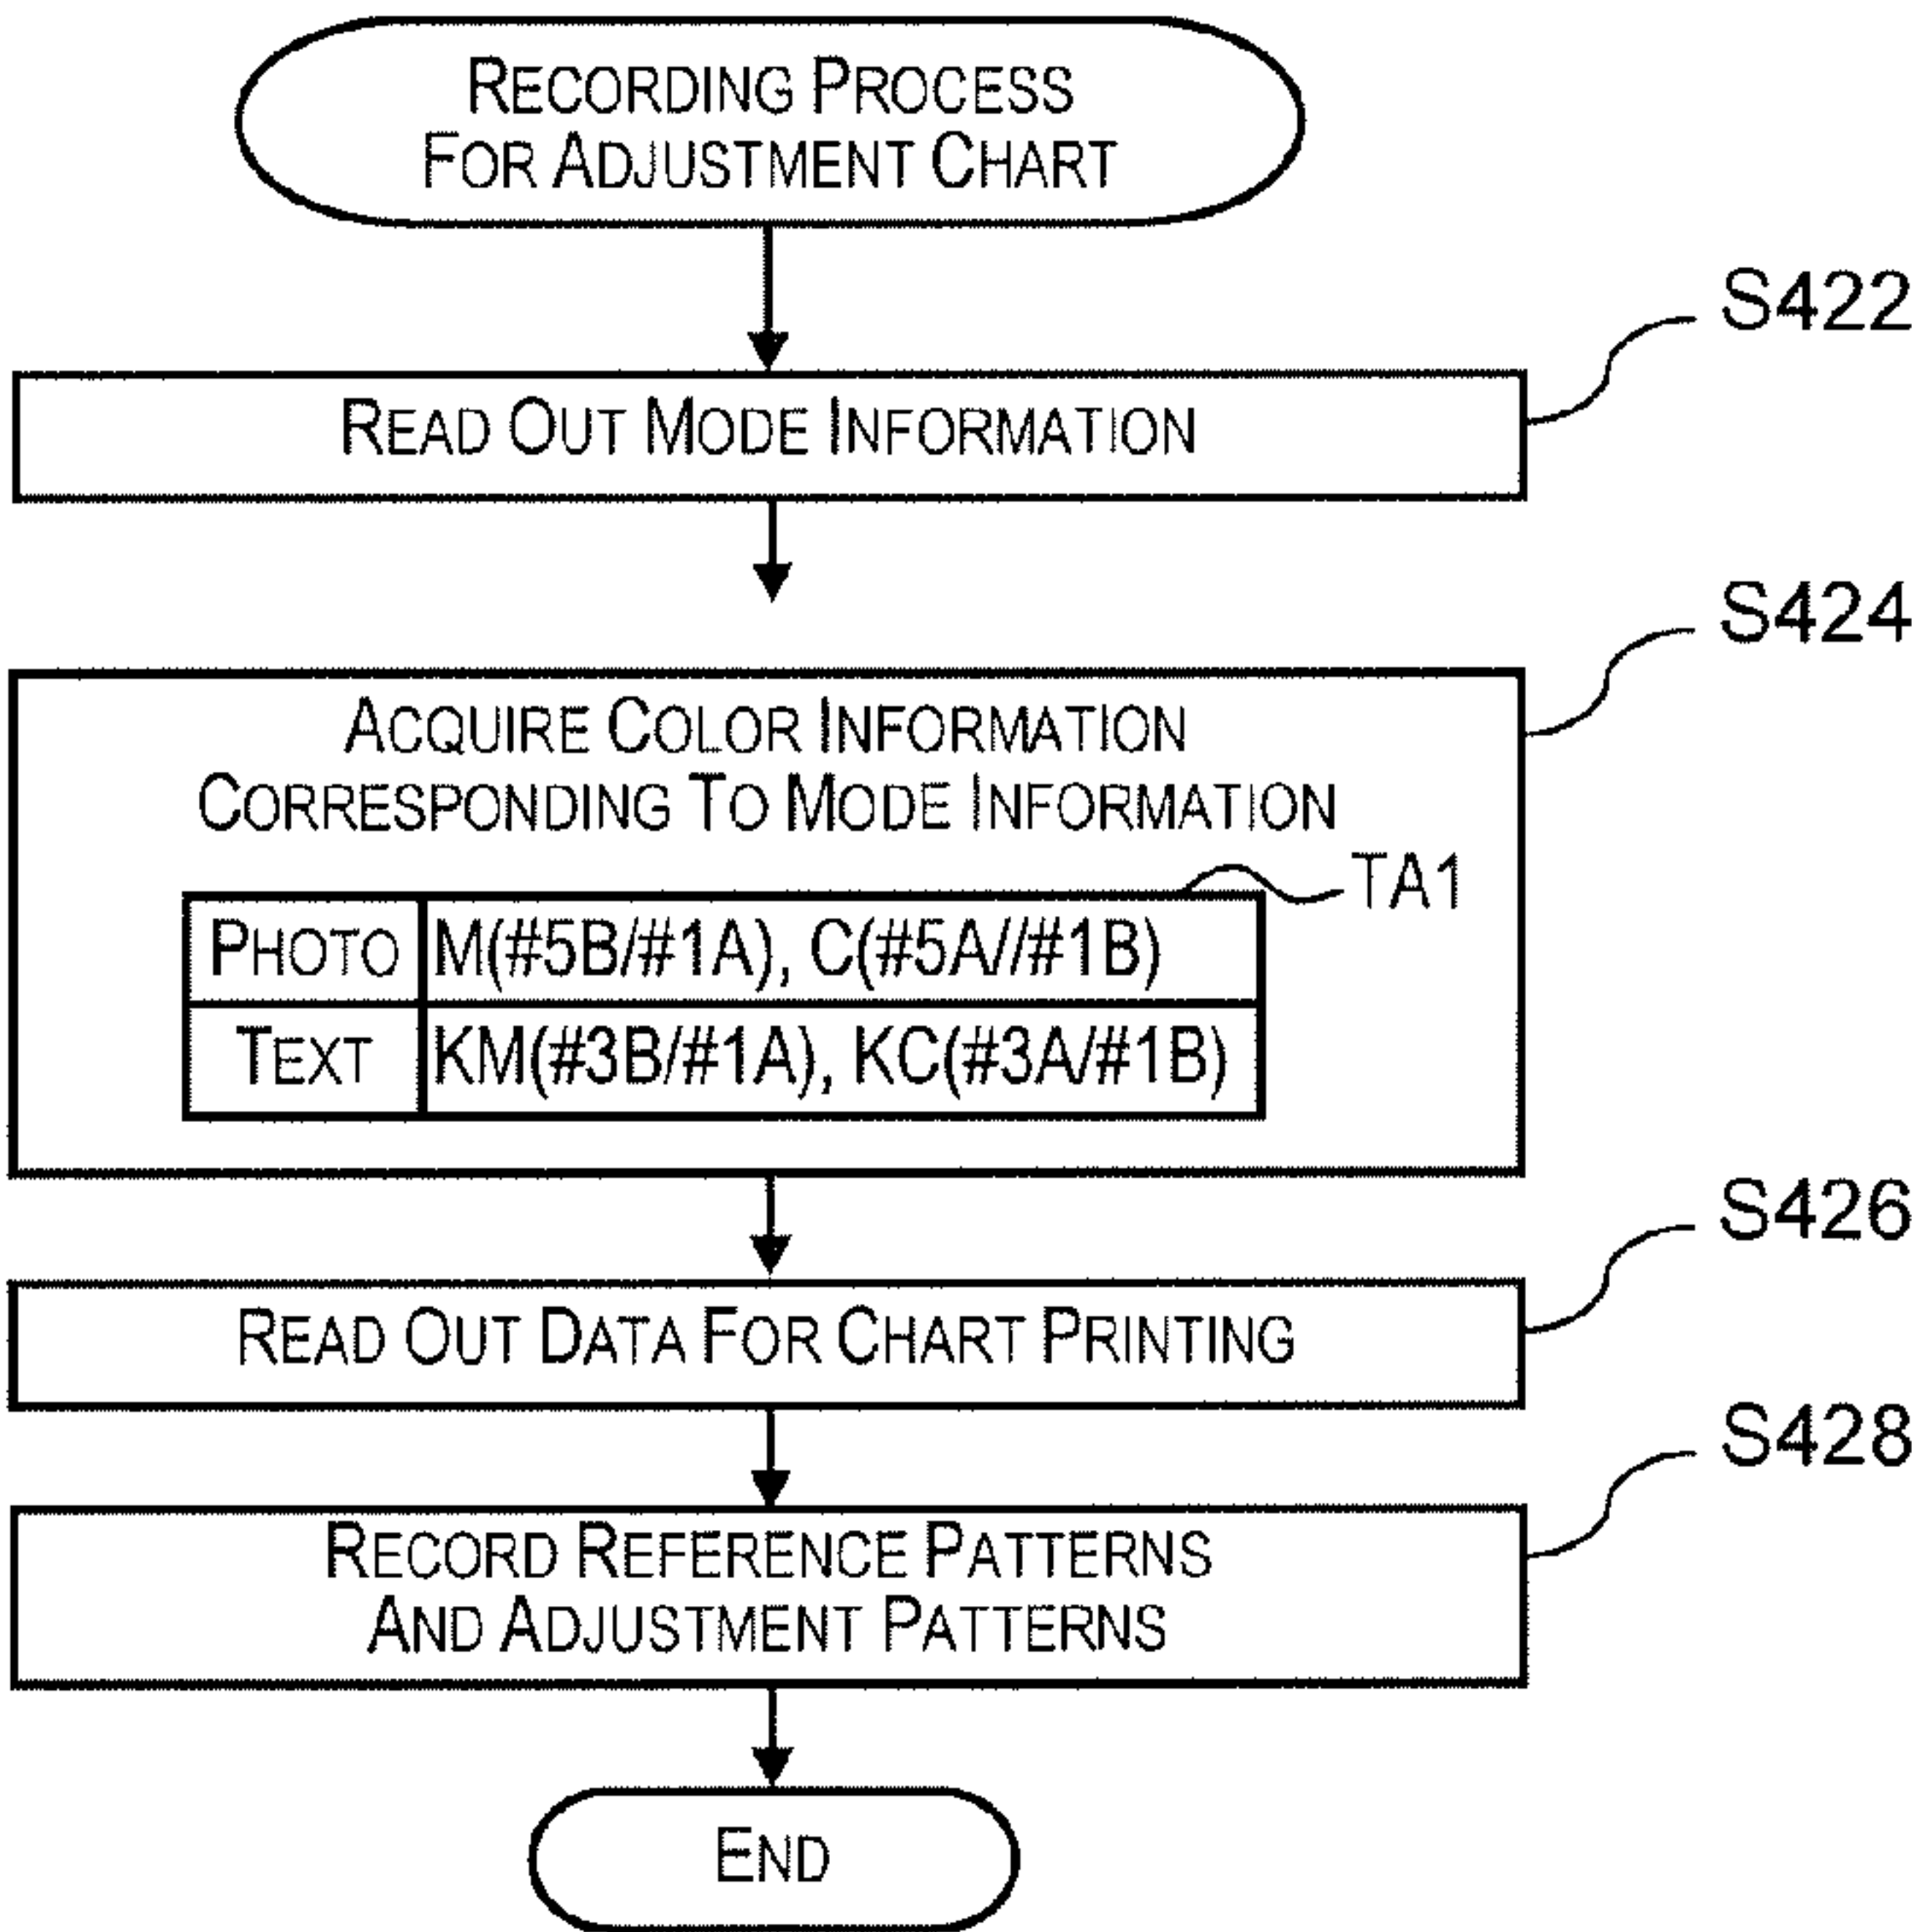 RECORDING PROCESS
FOR ADJUSTMENT CHART
S422
READ OUT MODE INFORMATION
S424
ACQUIRE COLOR INFORMATION
CORRESPONDING TO MODE INFORMATION
TA1
PHOTO M(#5B/#1A), C(#5A//#1B)
TEXT KM(#3B/#1A), KC(#3A/#1B)
S426
READ OUT DATA FOR CHART PRINTING
S428
RECORD REFERENCE PATTERNS
AND ADJUSTMENT PATTERNS
END